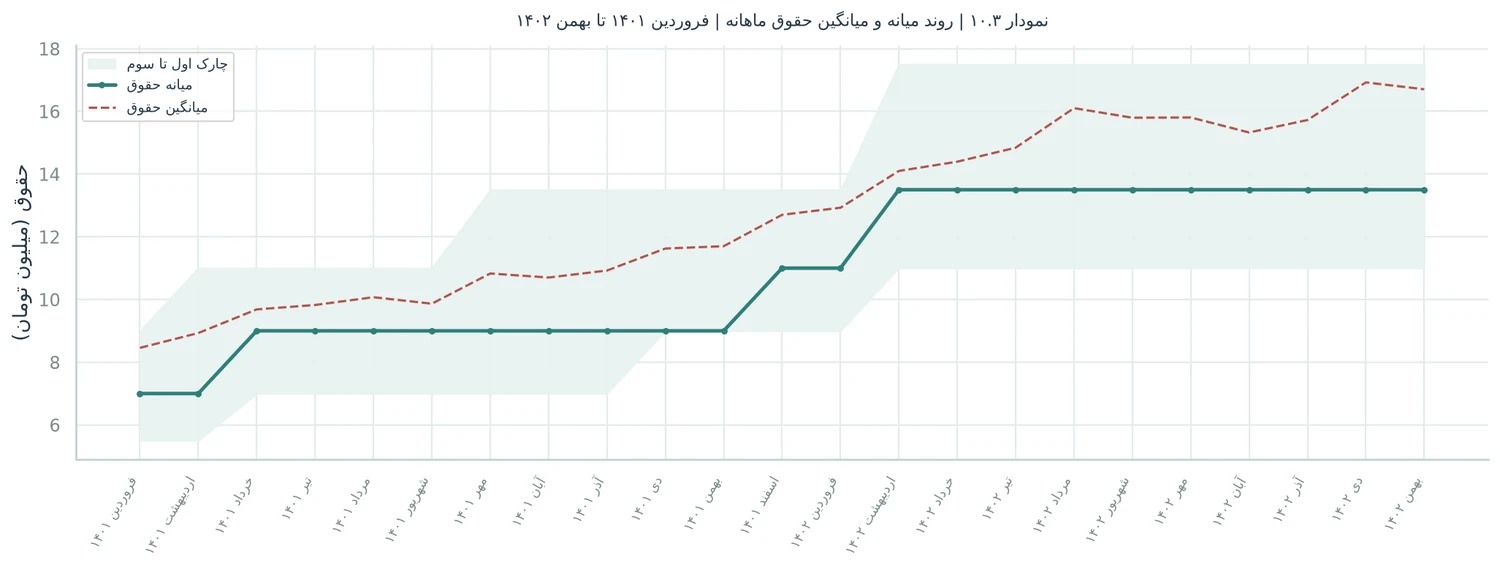 نمودار ۱۰.۳ | روند میانه و میانگین حقوق ماهانه | فروردین ۱۴۰۱ تا بهمن ۱۴۰۲
چارک اول تا سوم
میانه حقوق
میانگین حقوق
حقوق (میلیون تومان)
18
16
14
12
10
8
6
فروردین ۱۴۰۱
اردیبهشت ۱۴۰۱
خرداد ۱۴۰۱
تیر ۱۴۰۱
مرداد ۱۴۰۱
شهریور ۱۴۰۱
مهر ۱۴۰۱
آبان ۱۴۰۱
آذر ۱۴۰۱
دی ۱۴۰۱
بهمن ۱۴۰۱
اسفند ۱۴۰۱
فروردین ۱۴۰۲
اردیبهشت ۱۴۰۲
خرداد ۱۴۰۲
تیر ۱۴۰۲
مرداد ۱۴۰۲
شهریور ۱۴۰۲
مهر ۱۴۰۲
آبان ۱۴۰۲
آذر ۱۴۰۲
دی ۱۴۰۲
بهمن ۱۴۰۲